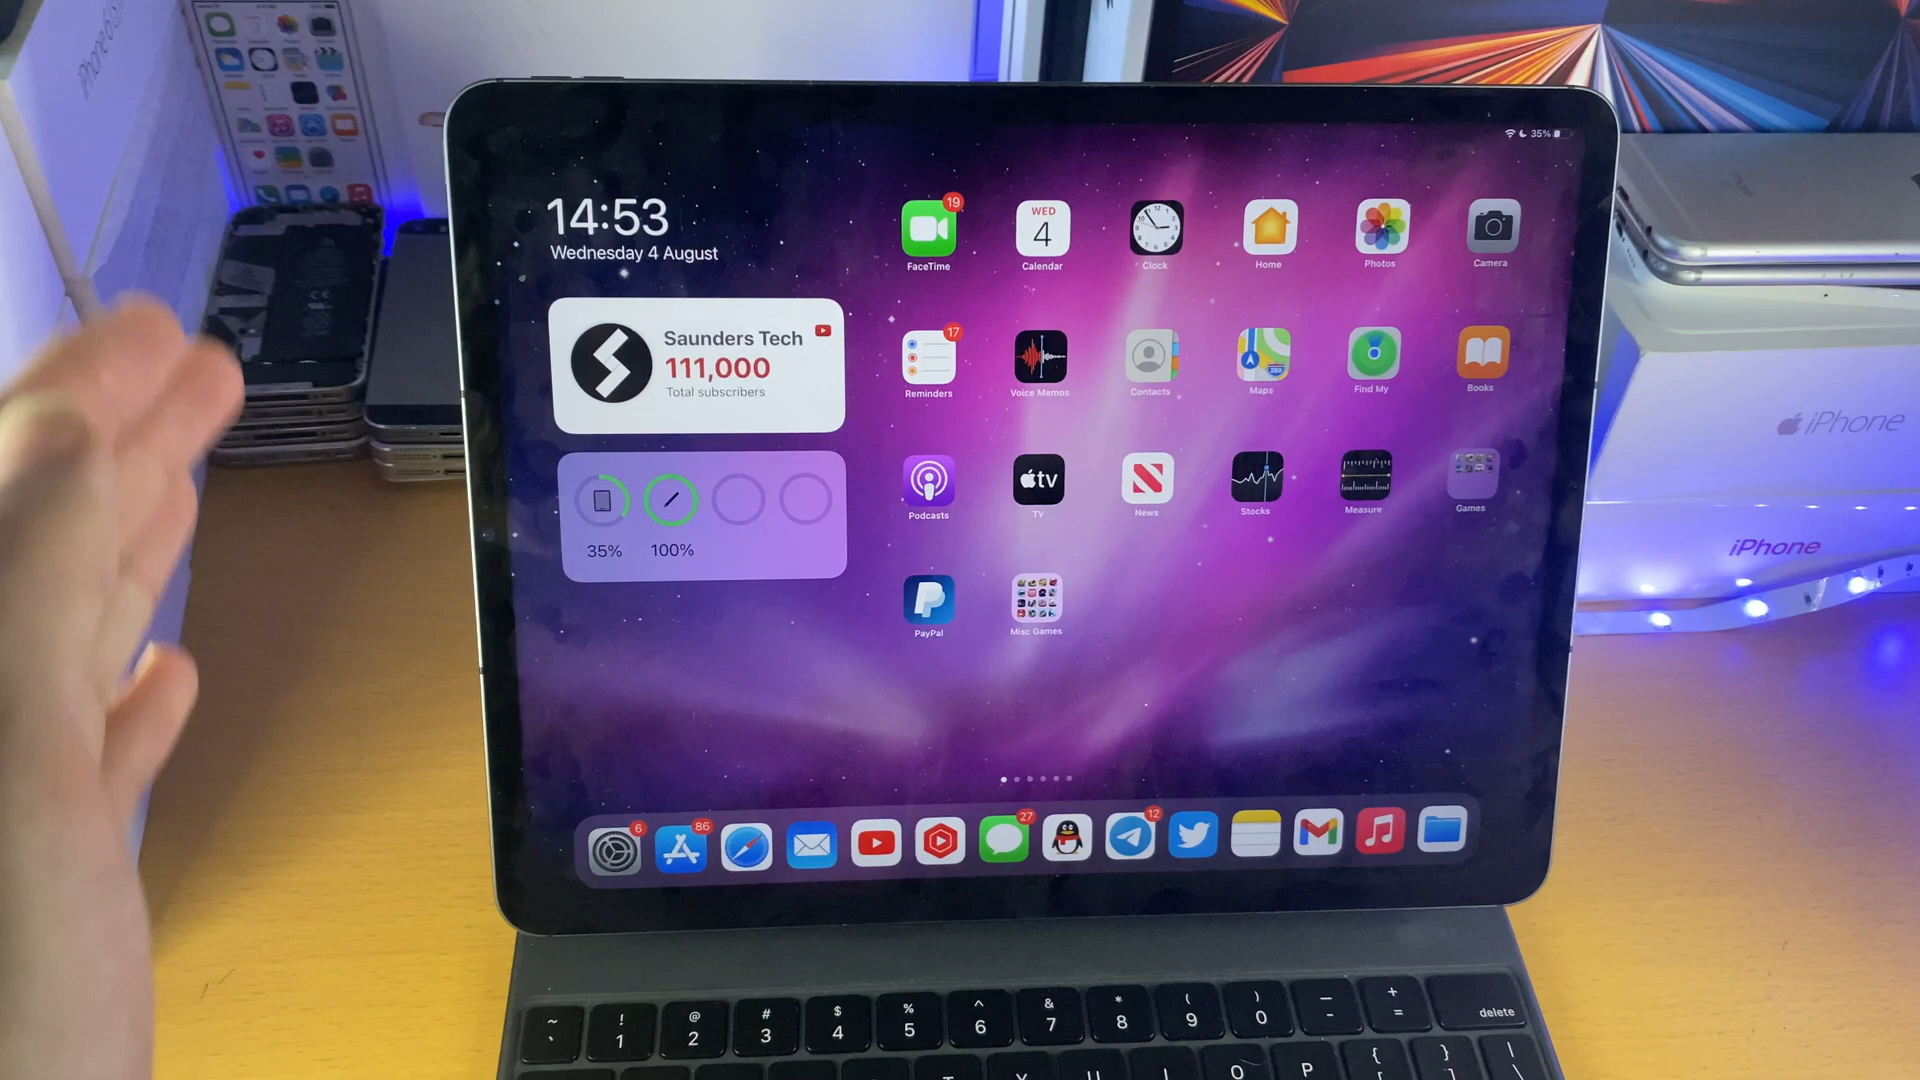 iPhone 6s
35%
14:53
Wednesday 4 August
Saunders Tech
111,000
Total subscribers
35%
100%
19
FaceTime
WED
4
Calendar
Clock
Home
Photos
Camera
17
Reminders
Voice Memos
Contacts
Maps
Find My
Books
Podcasts
tv
TV
News
Stocks
Measure
Games
PayPal
Misc Games
6
86
27
12
iPhone
iPhone
~ ! @ # $ % ^ & * ( ) _ +
` 1 2 3 4 5 6 7 8 9 0 - = delete
O P { }